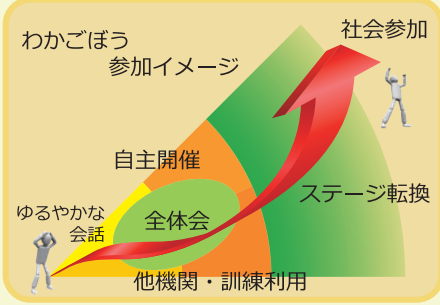 わかごぼう
参加イメージ
社会参加
自主開催
ステージ転換
ゆるやかな
会話
全体会
他機関・訓練利用